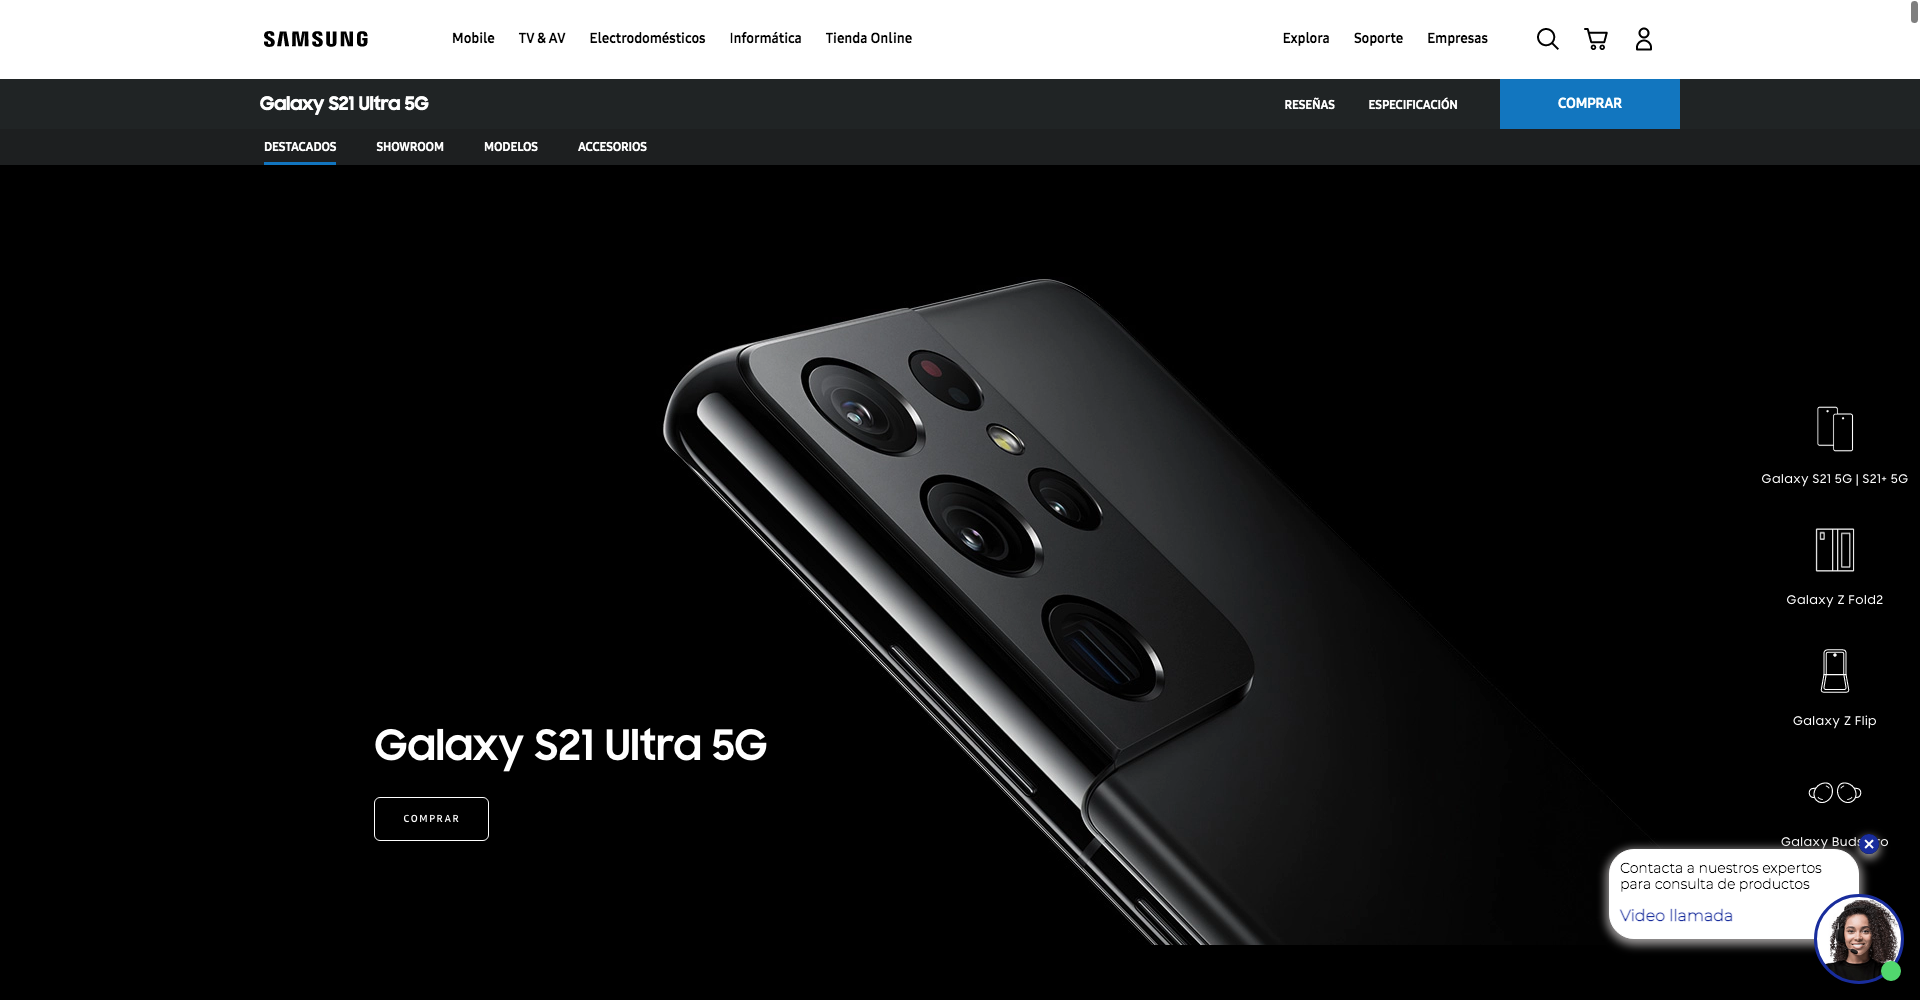 SAMSUNG
Mobile
TV & AV
Electrodomésticos
Informática
Tienda Online
Explora
Soporte
Empresas
Galaxy S21 Ultra 5G
RESEÑAS
ESPECIFICACIÓN
COMPRAR
DESTACADOS
SHOWROOM
MODELOS
ACCESORIOS
Galaxy S21 5G | S21+ 5G
Galaxy Z Fold2
Galaxy Z Flip
Galaxy S21 Ultra 5G
COMPRAR
Galaxy
Contacta a nuestros expertos
para consulta de productos
Video llamada